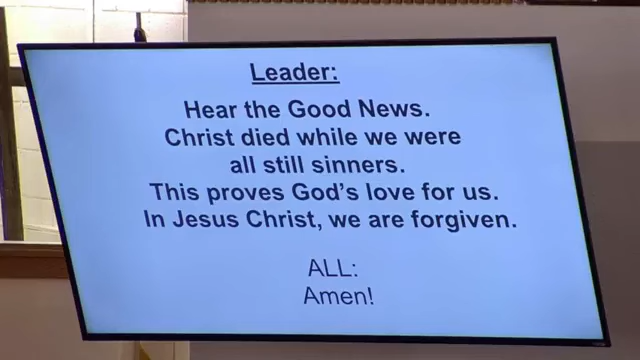 Leader:
Hear the Good News.
Christ died while we were
all still sinners.
This proves God's love for us.
In Jesus Christ, we are forgiven.
ALL:
Amen!